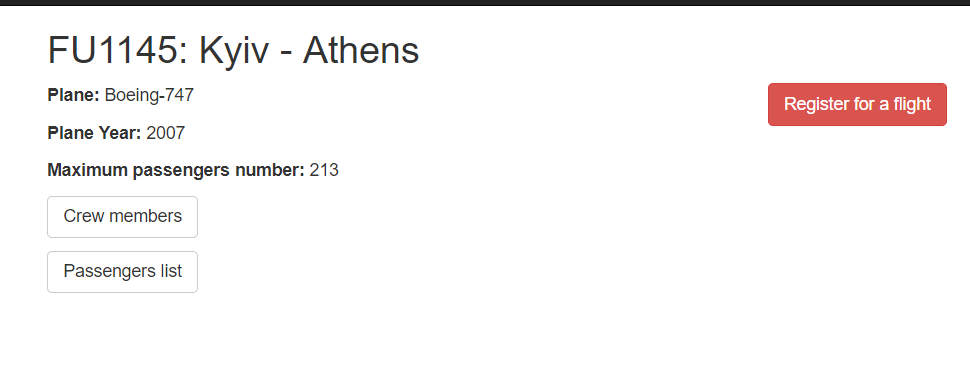 FU1145: Kyiv - Athens
Plane: Boeing-747
Register for a flight
Plane Year: 2007
Maximum passengers number: 213
Crew members
Passengers list